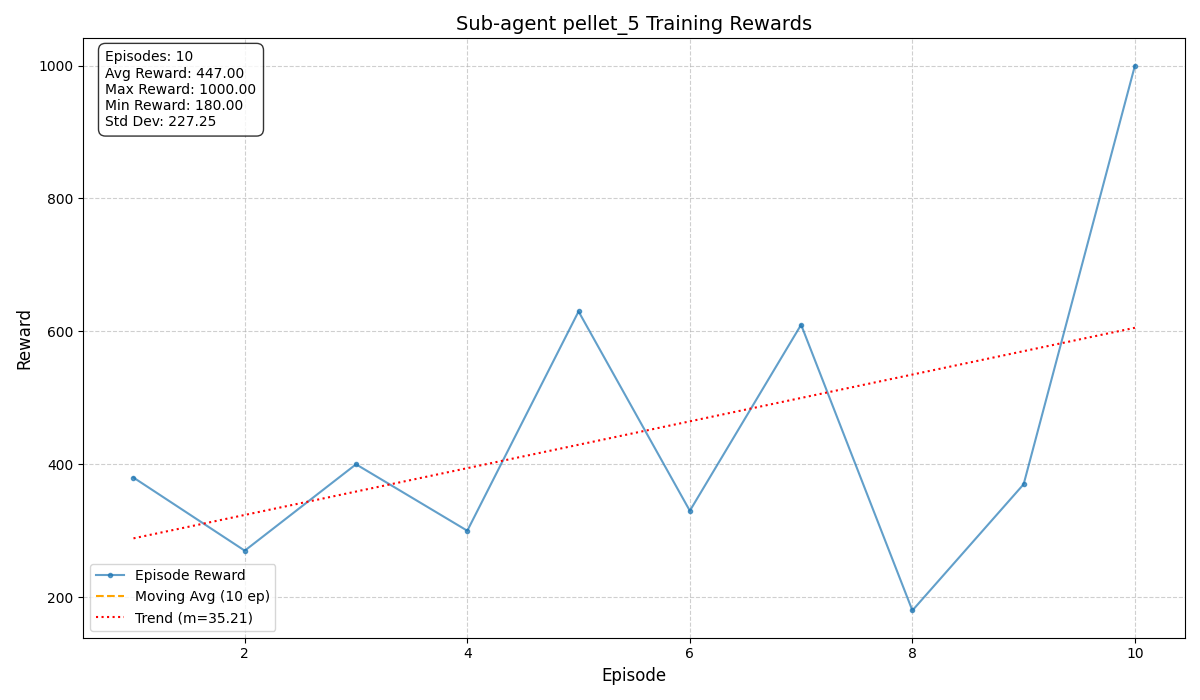 Sub-agent pellet_5 Training Rewards
Episodes: 10
Avg Reward: 447.00
Max Reward: 1000.00
Min Reward: 180.00
Std Dev: 227.25
1000
800
600
400
200
Reward
Episode Reward
Moving Avg (10 ep)
Trend (m=35.21)
2
4
6
8
10
Episode